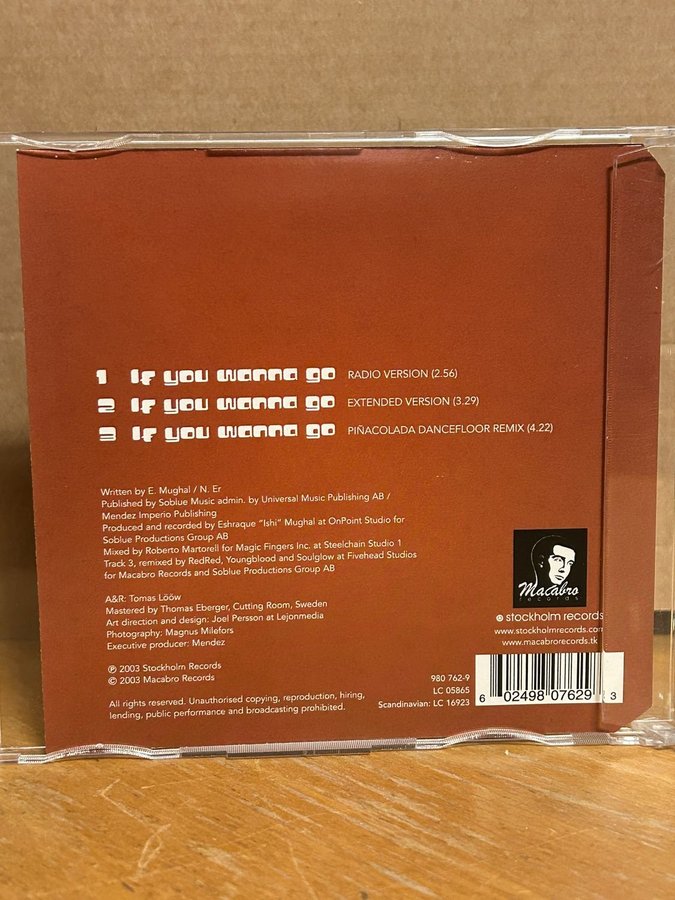 1 If you wanna go RADIO VERSION (2.56)
2 If you wanna go EXTENDED VERSION (3.29)
3 If you wanna go PIÑACOLADA DANCEFLOOR REMIX (4.22)
Written by E. Mughal / N. Er
Published by Soblue Music admin. by Universal Music Publishing AB /
Mendez Imperio Publishing
Produced and recorded by Eshraque "Ishi" Mughal at OnPoint Studio for
Soblue Productions Group AB
Mixed by Roberto Martorell for Magic Fingers Inc. at Steelchain Studio 1
Track 3, remixed by RedRed, Youngblood and Soulglow at Fivehead Studios
for Macabro Records and Soblue Productions Group AB
A&R: Tomas Lööw
Mastered by Thomas Eberger, Cutting Room, Sweden
Art direction and design: Joel Persson at Lejonmedia
Photography: Magnus Milefors
Executive producer: Mendez
℗ 2003 Stockholm Records
© 2003 Macabro Records
All rights reserved. Unauthorised copying, reproduction, hiring,
lending, public performance and broadcasting prohibited.
Macabro
records
stockholm records
www.stockholmrecords.com
www.macabrorecords.tk
980 762-9
LC 05865
Scandinavian: LC 16923
6 02498 07629 3